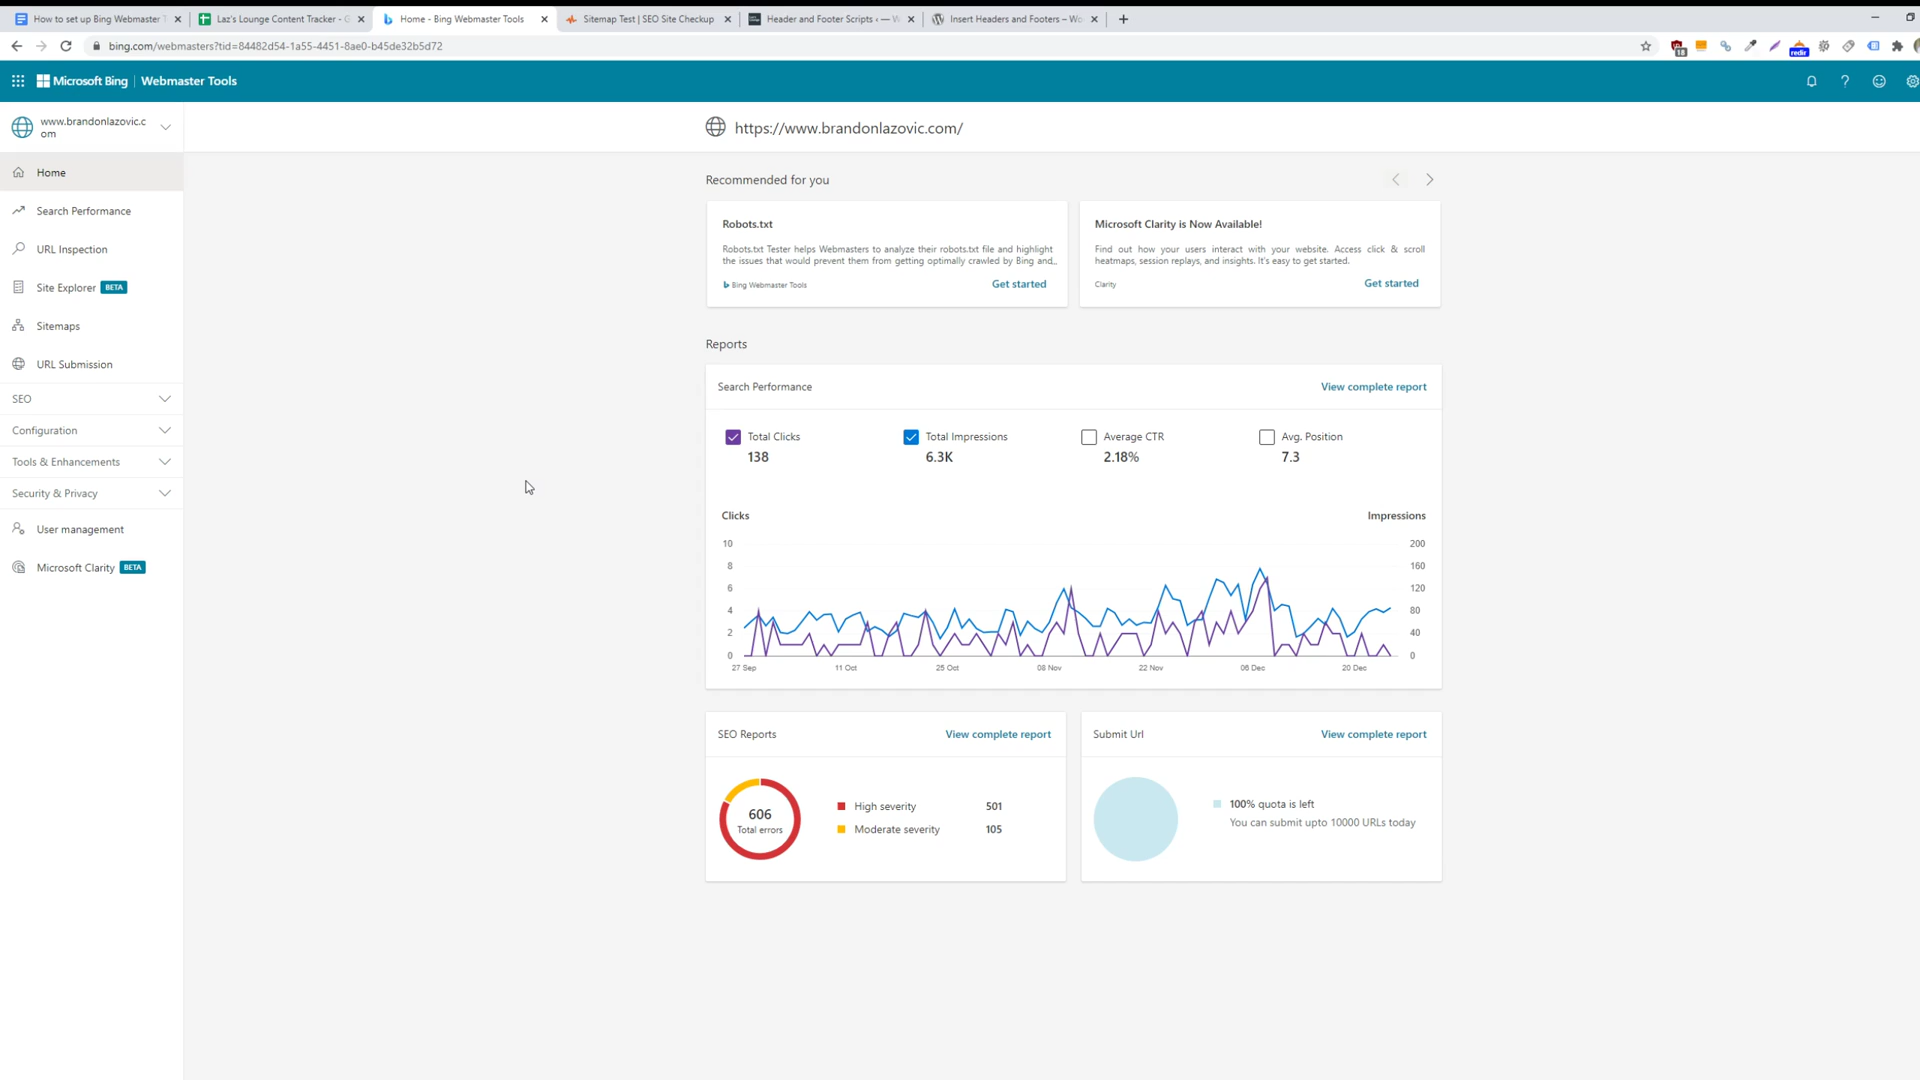 How to set up Bing Webmaster T
Laz's Lounge Content Tracker - G
Home - Bing Webmaster Tools
Sitemap Test | SEO Site Checkup
Header and Footer Scripts ‹ — W
Insert Headers and Footers – Wo
bing.com/webmasters?tid=84482d54-1a55-4451-8ae0-b45de32b5d72
18
redir
Microsoft Bing | Webmaster Tools
www.brandonlazovic.c
om
https://www.brandonlazovic.com/
Home
Search Performance
URL Inspection
Site Explorer BETA
Sitemaps
URL Submission
SEO
Configuration
Tools & Enhancements
Security & Privacy
User management
Microsoft Clarity BETA
Recommended for you
Robots.txt
Robots.txt Tester helps Webmasters to analyze their robots.txt file and highlight
the issues that would prevent them from getting optimally crawled by Bing and...
Bing Webmaster Tools
Get started
Microsoft Clarity is Now Available!
Find out how your users interact with your website. Access click & scroll
heatmaps, session replays, and insights. It's easy to get started.
Clarity
Get started
Reports
Search Performance
View complete report
Total Clicks
138
Total Impressions
6.3K
Average CTR
2.18%
Avg. Position
7.3
Clicks
Impressions
10 200
8 160
6 120
4 80
2 40
0 0
27 Sep 11 Oct 25 Oct 08 Nov 22 Nov 06 Dec 20 Dec
SEO Reports
View complete report
606
Total errors
High severity 501
Moderate severity 105
Submit Url
View complete report
100% quota is left
You can submit upto 10000 URLs today